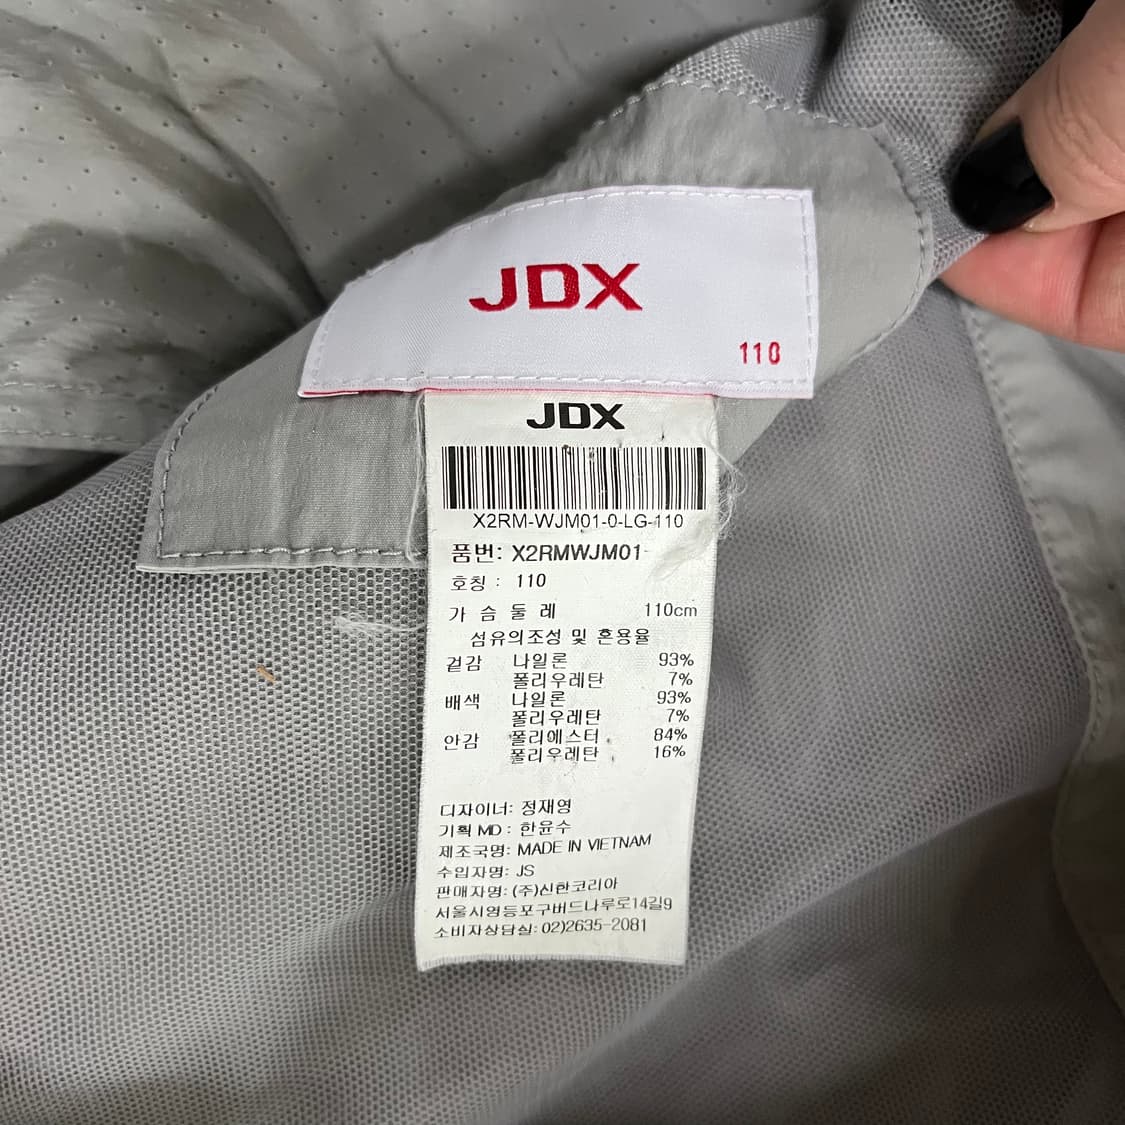 JDX
110
JDX
X2RM-WJM01-0-LG-110
품번: X2RMWJM01
호칭 : 110
가 슴 둘 레 110cm
섬유의조성 및 혼용율
겉감 나일론 93%
폴리우레탄 7%
배색 나일론 93%
폴리우레탄 7%
안감 폴리에스터 84%
폴리우레탄 16%
디자이너: 정재영
기획 MD : 한윤수
제조국명: MADE IN VIETNAM
수입자명: JS
판매자명: (주)신한코리아
서울시영등포구버드나루로14길9
소비자상담실: 02)2635-2081